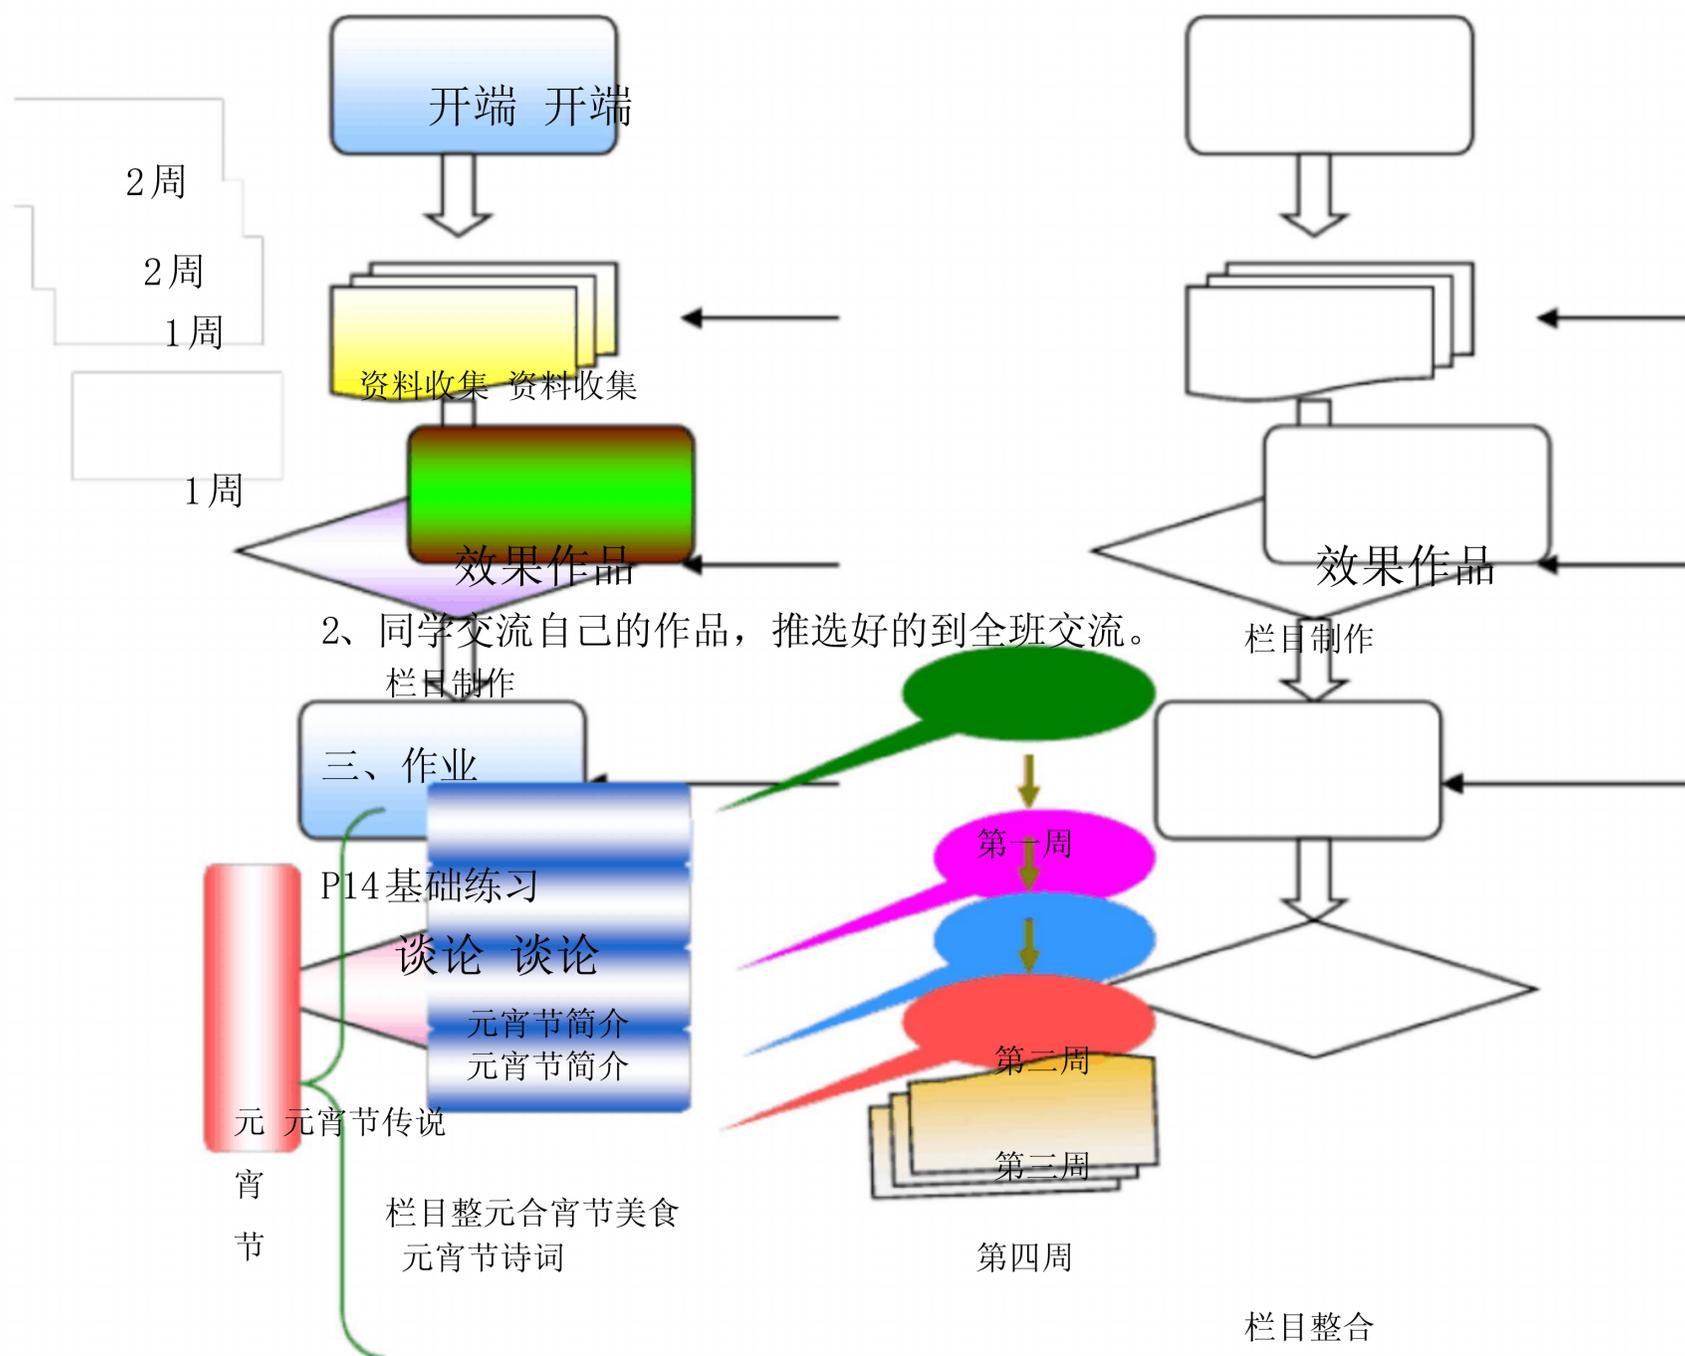 开端 开端
2周
2周
1周
资料收集 资料收集
1周
效果作品
效果作品
2、同学交流自己的作品，推选好的到全班交流。
栏目制作
栏目制作
三、作业
第一周
P14基础练习
谈论 谈论
元宵节简介
元宵节简介
第二周
元 元宵节传说
第三周
宵
栏目整元合宵节美食
节
元宵节诗词
第四周
栏目整合